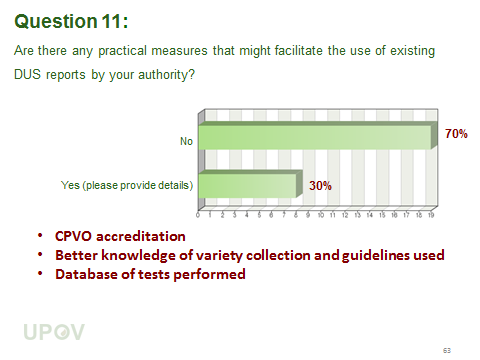 Question 11:
Are there any practical measures that might facilitate the use of existing
DUS reports by your authority?
No
70%
Yes (please provide details)
30%
0 1 2 3 4 5 6 7 8 9 10 11 12 13 14 15 16 17 18 19
• CPVO accreditation
• Better knowledge of variety collection and guidelines used
• Database of tests performed
UPOV
63